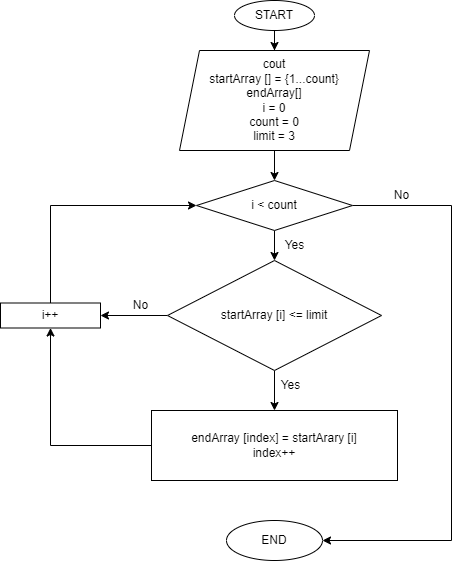 START
cout
startArray [] = {1...count}
endArray[]
i = 0
count = 0
limit = 3
i < count
No
Yes
startArray [i] <= limit
No
i++
Yes
endArray [index] = startArary [i]
index++
END